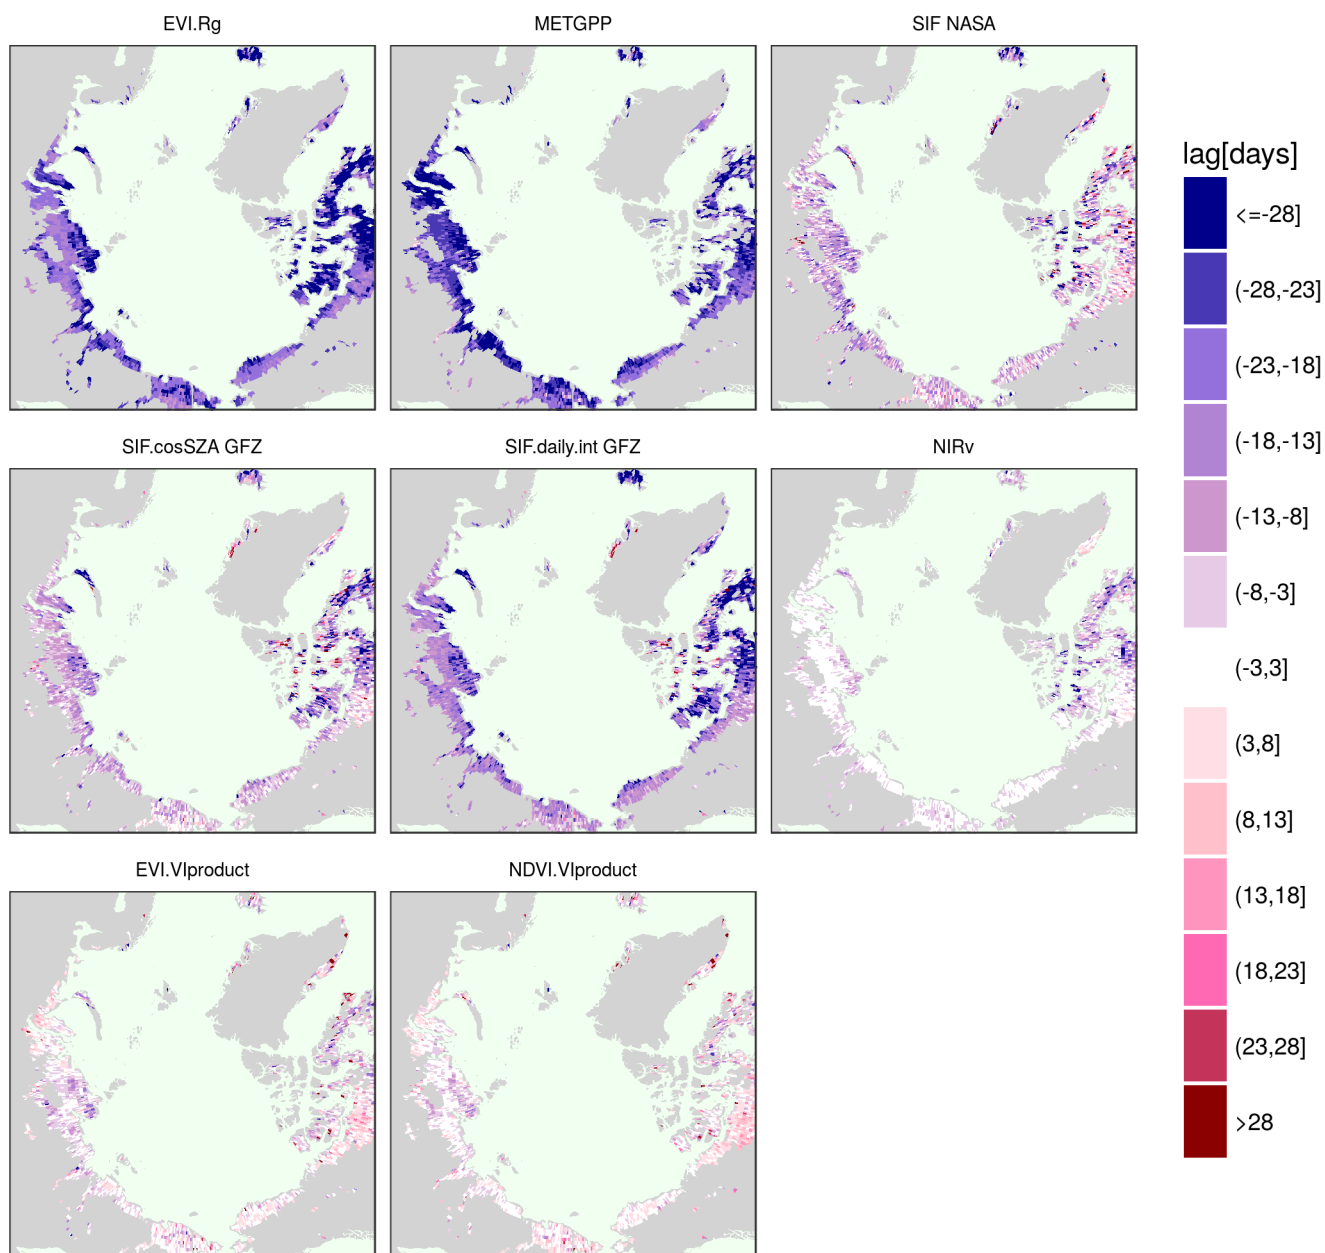 EVI.Rg
METGPP
SIF NASA
SIF.cosSZA GFZ
SIF.daily.int GFZ
NIRv
EVI.VIproduct
NDVI.VIproduct
lag[days]
<=-28]
(-28,-23]
(-23,-18]
(-18,-13]
(-13,-8]
(-8,-3]
(-3,3]
(3,8]
(8,13]
(13,18]
(18,23]
(23,28]
>28